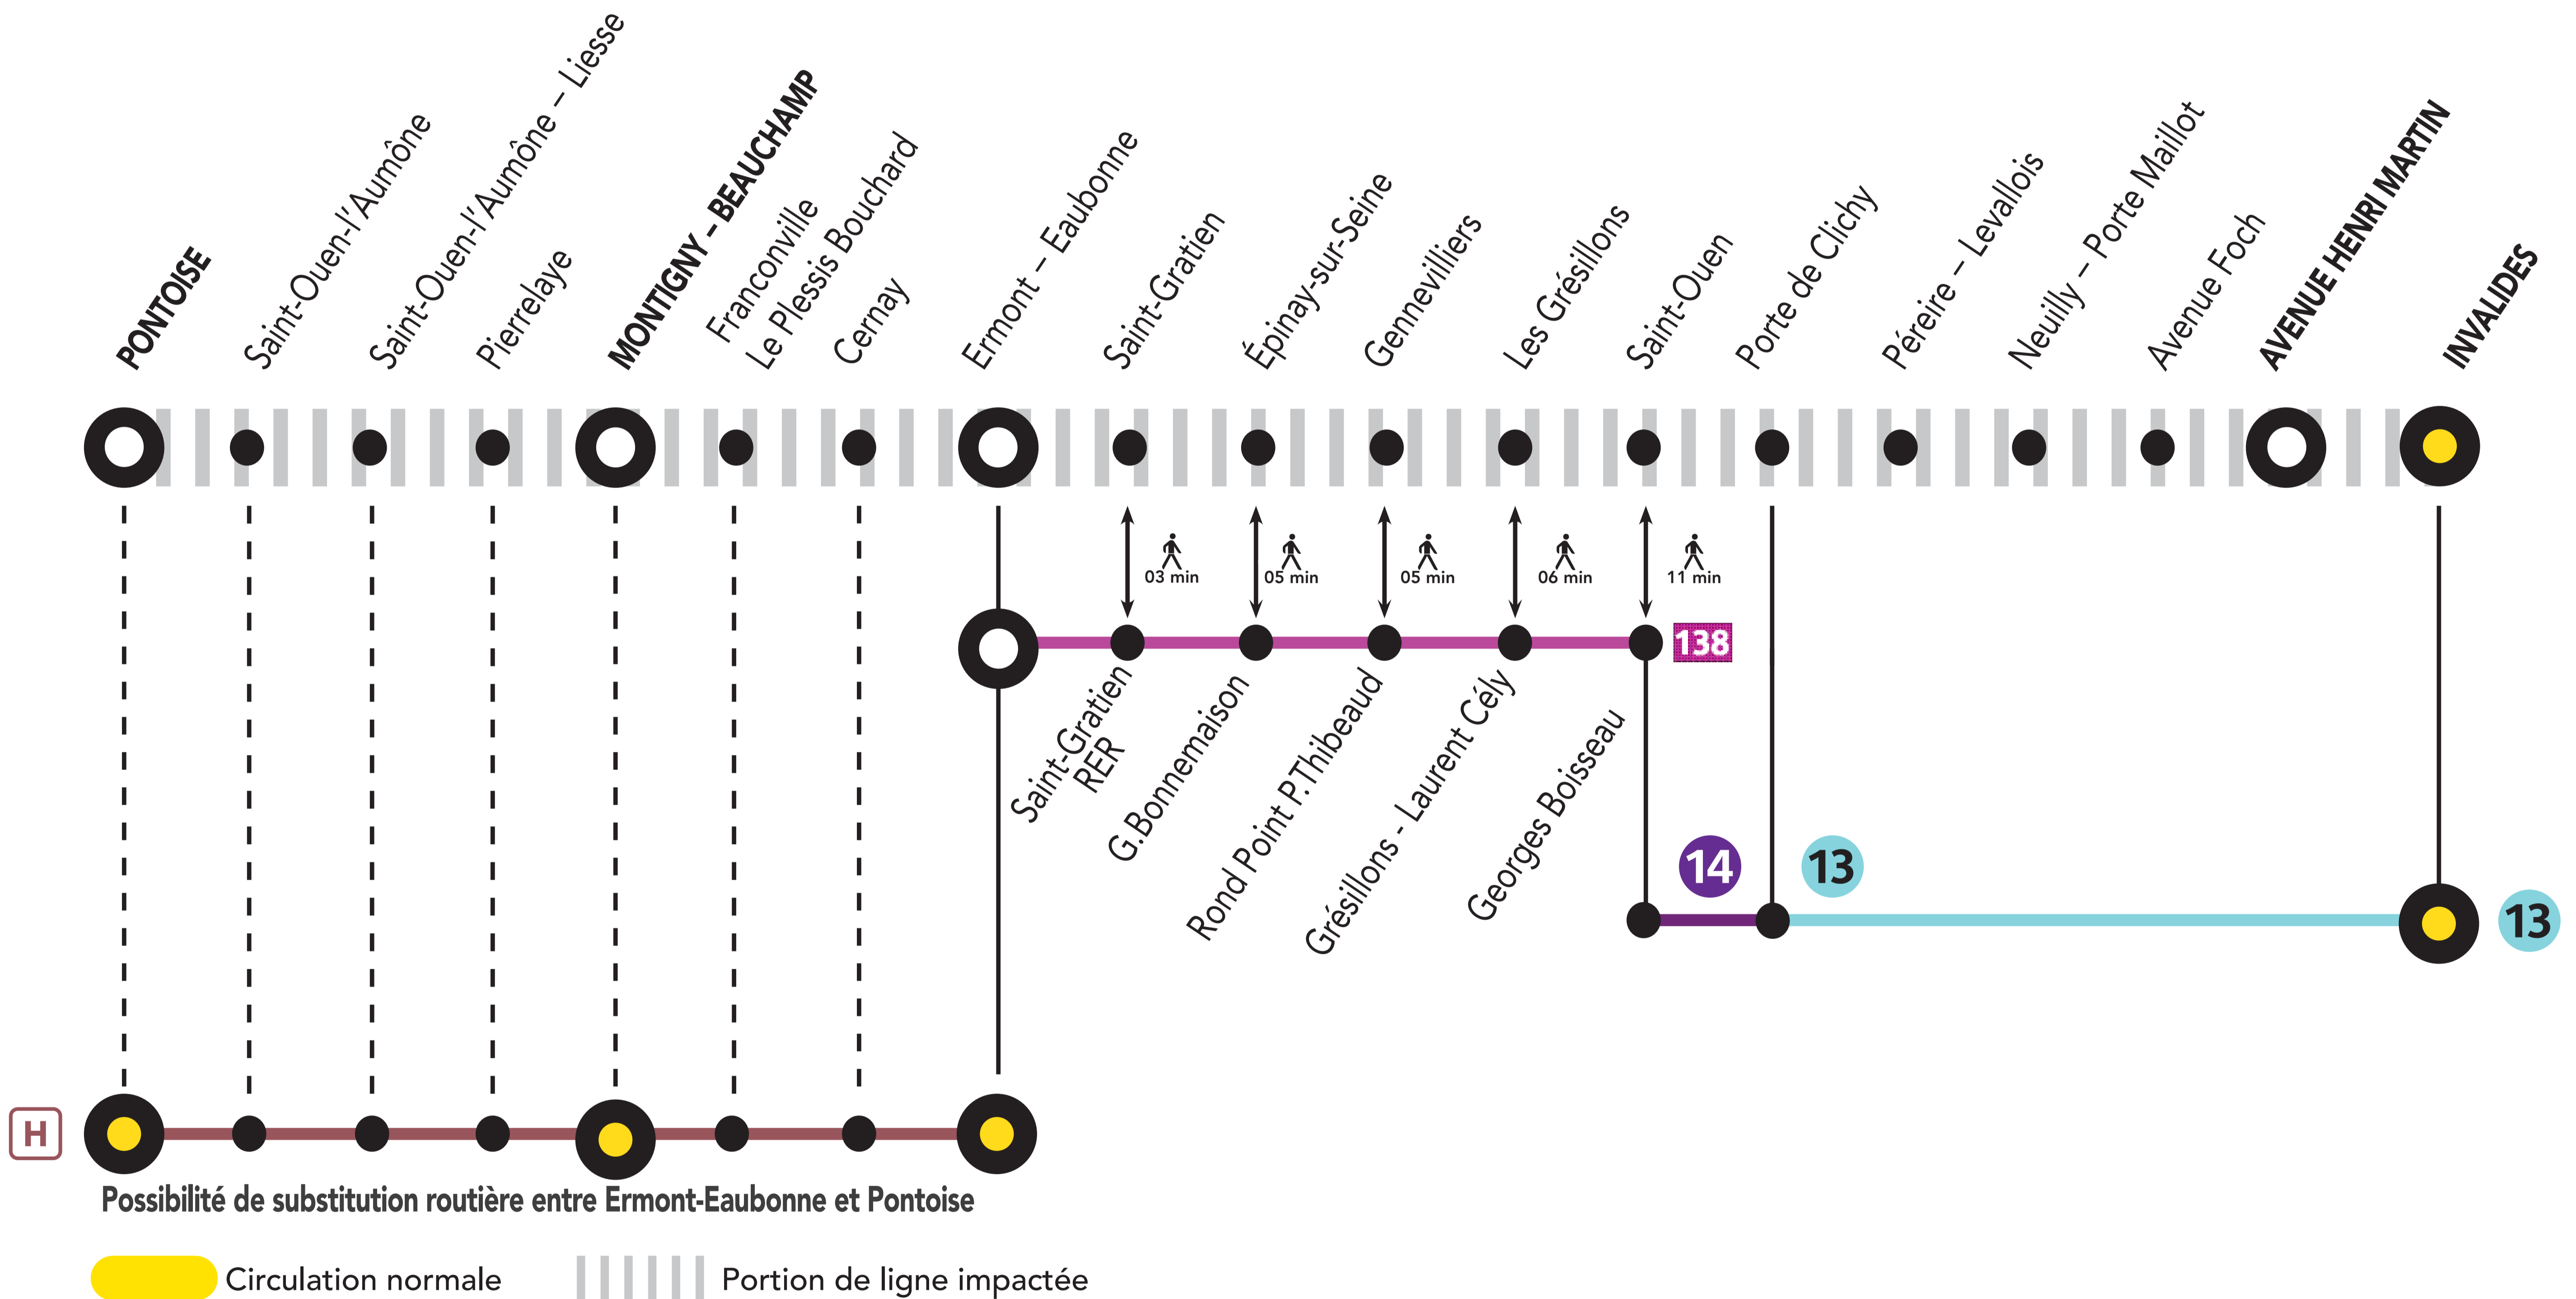 PONTOISE
Saint-Ouen-l'Aumône
Saint-Ouen-l'Aumône – Liesse
Pierrelaye
MONTIGNY – BEAUCHAMP
Franconville
Le Plessis Bouchard
Cernay
Ermont – Eaubonne
Saint-Gratien
Épinay-sur-Seine
Gennevilliers
Les Grésillons
Saint-Ouen
Porte de Clichy
Péreire – Levallois
Neuilly – Porte Maillot
Avenue Foch
AVENUE HENRI MARTIN
INVALIDES
03 min
05 min
05 min
06 min
11 min
138
Saint-Gratien
RER
G.Bonnemaison
Rond Point P.Thibeaud
Grésillons - Laurent Cély
Georges Boisseau
14
13
13
H
Possibilité de substitution routière entre Ermont-Eaubonne et Pontoise
Circulation normale
Portion de ligne impactée